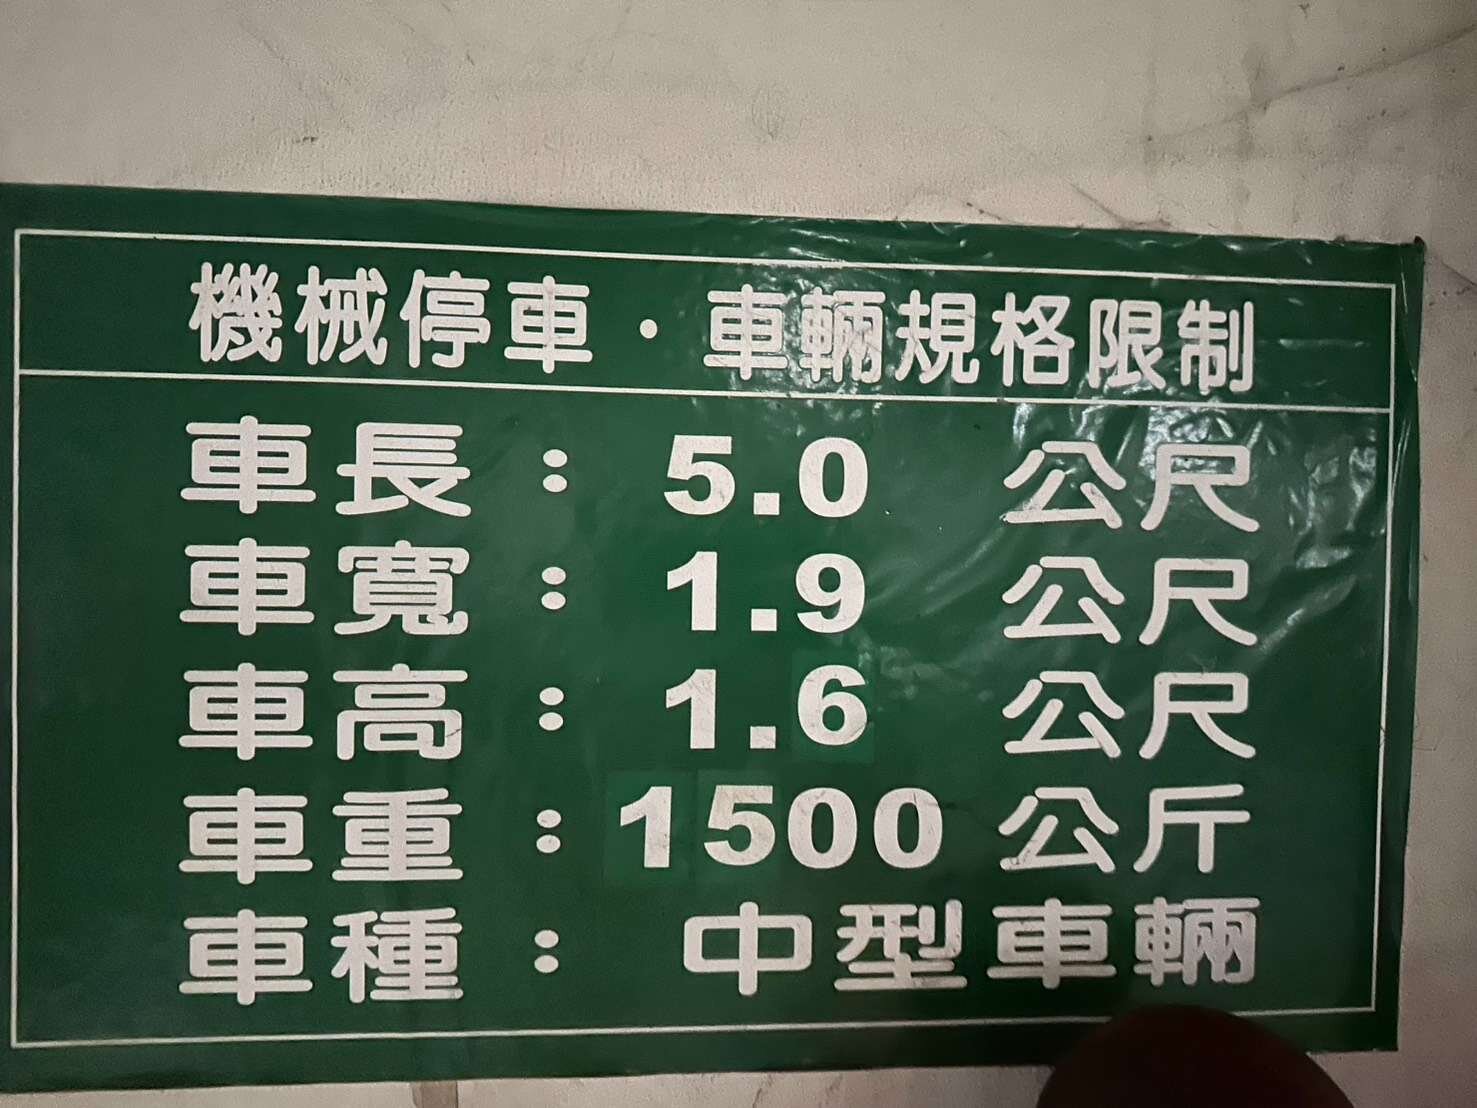 機械停車·車輛規格限制
車長：5.0 公尺
車寬：1.9 公尺
車高：1.6 公尺
車重：1500 公斤
車種：中型車輛